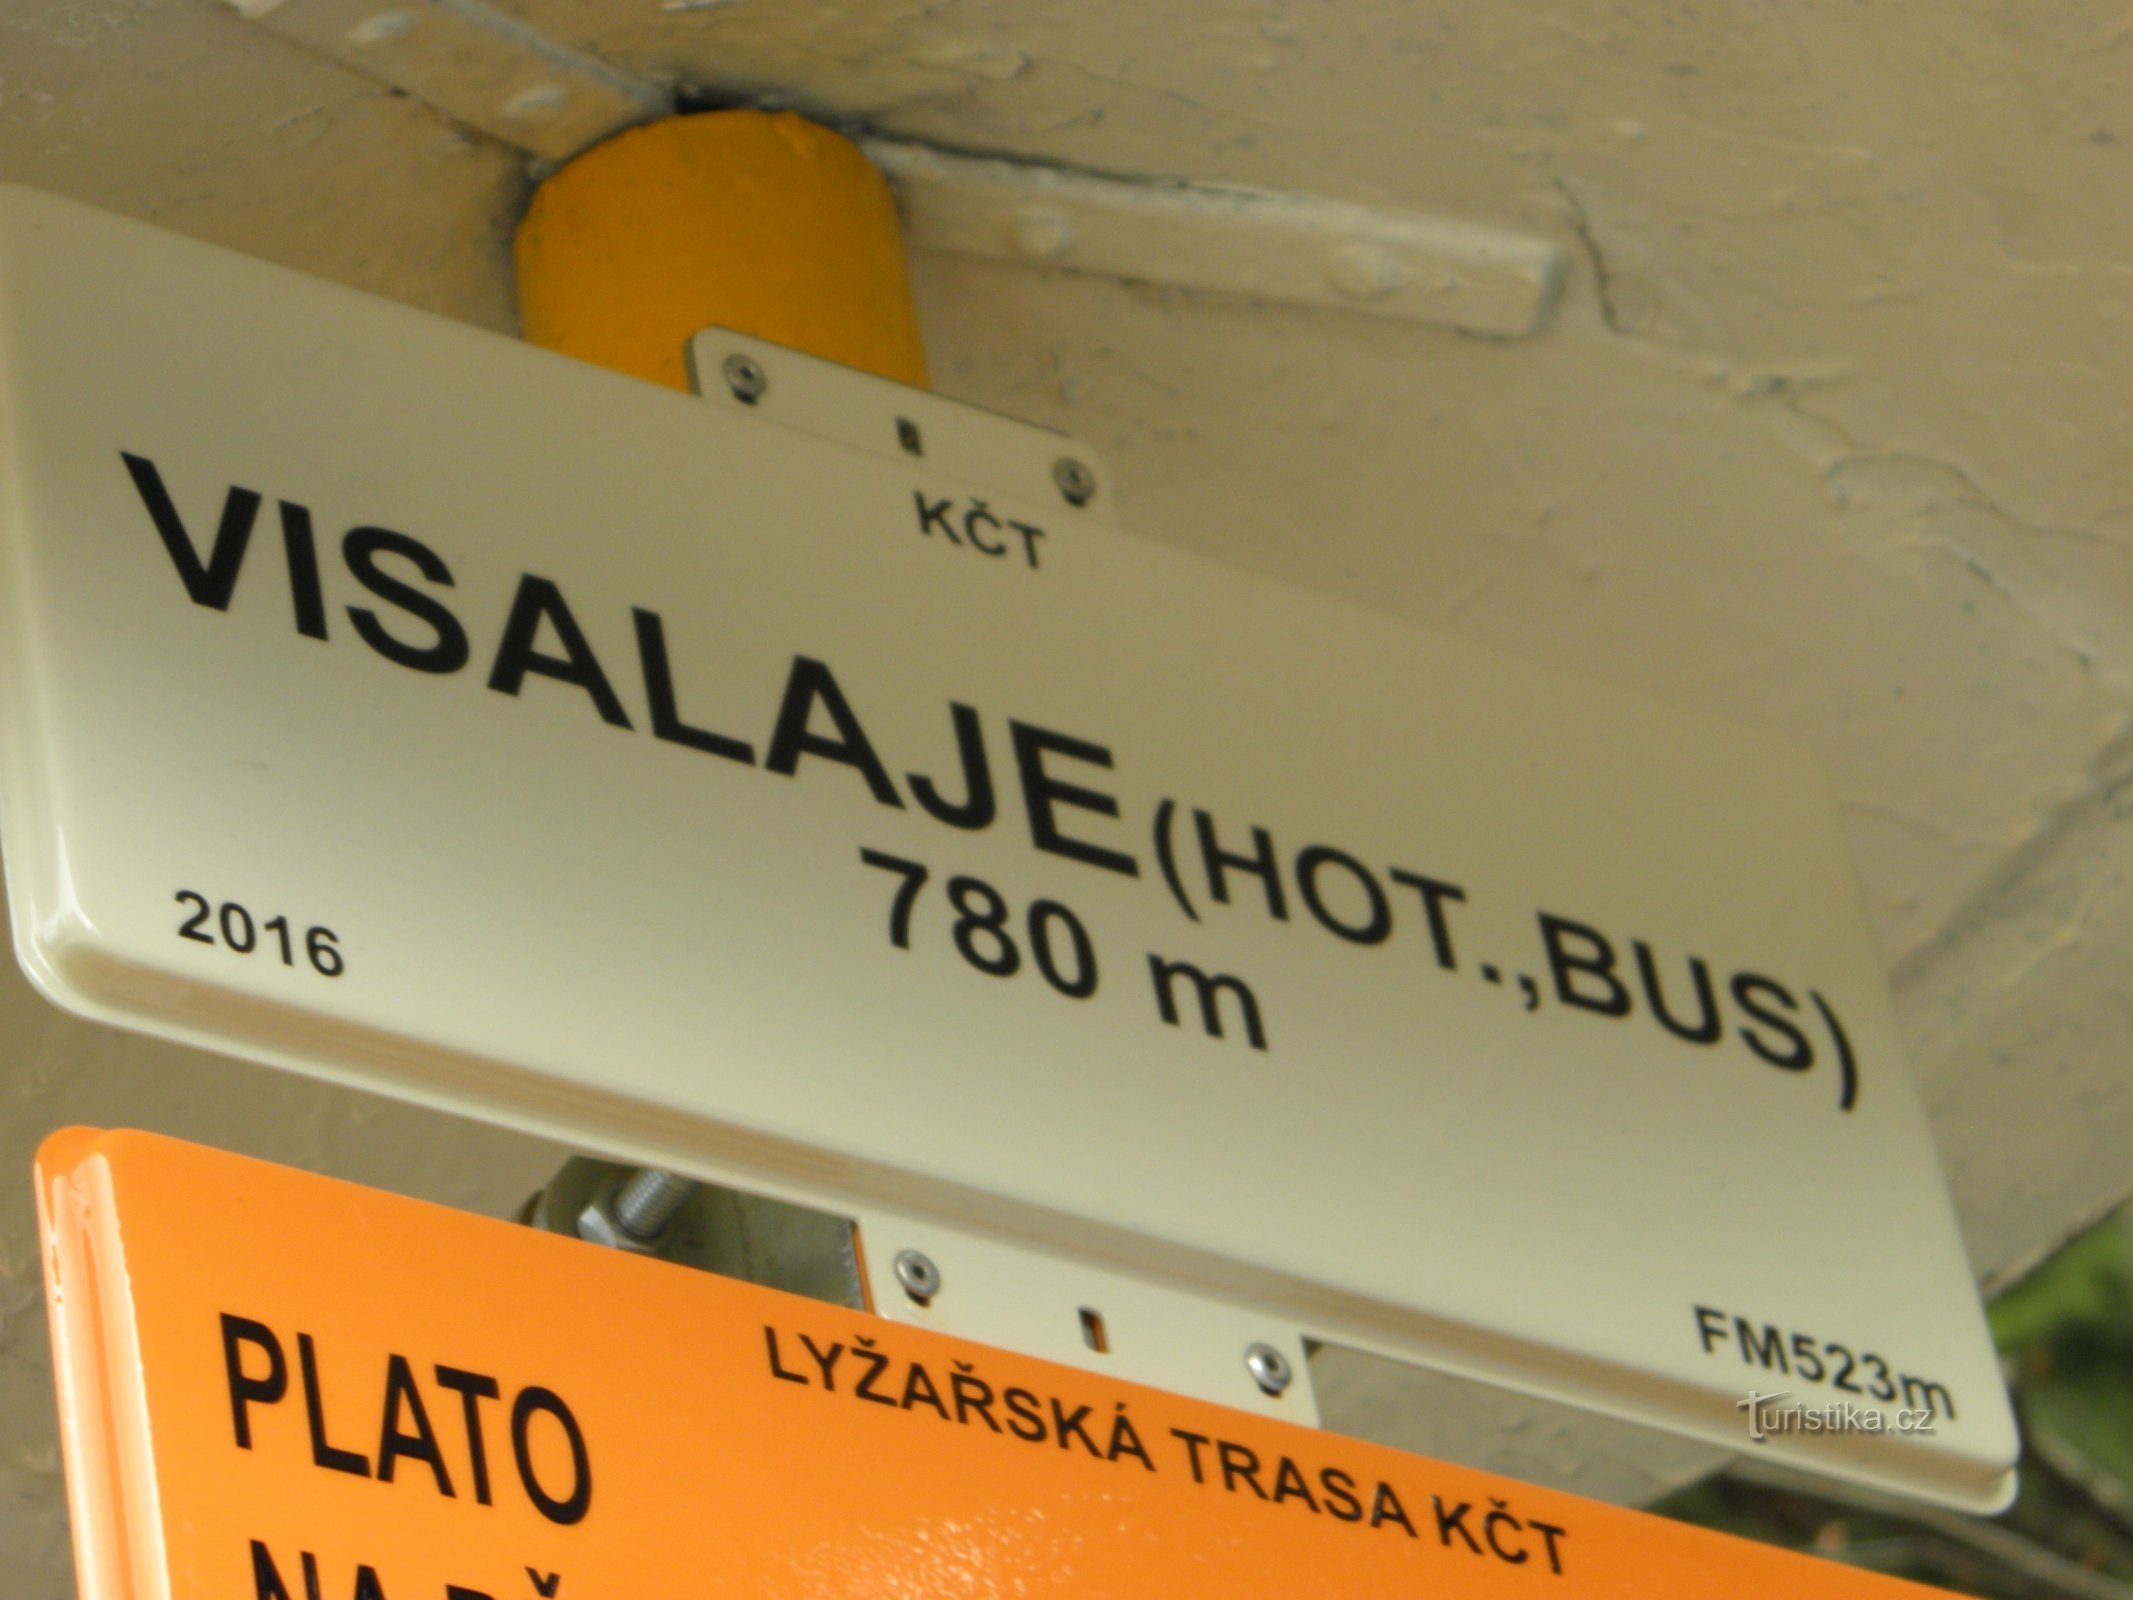 KČT
VISALAJE (HOT.,BUS)
780 m
2016
FM523m
Turistika.cz
LYŽAŘSKÁ TRASA KČT
PLATO